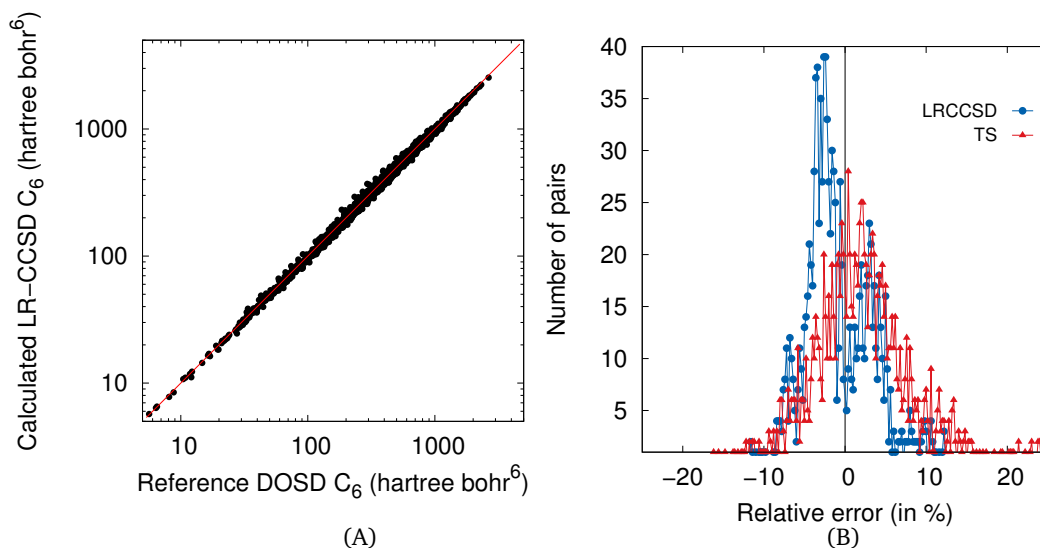 Calculated LR−CCSD C6 (hartree bohr6)
1000
100
10
10 100 1000
Reference DOSD C6 (hartree bohr6)
(A)
Number of pairs
40
35
30
25
20
15
10
5
−20 −10 0 10 20
Relative error (in %)
LRCCSD
TS
(B)